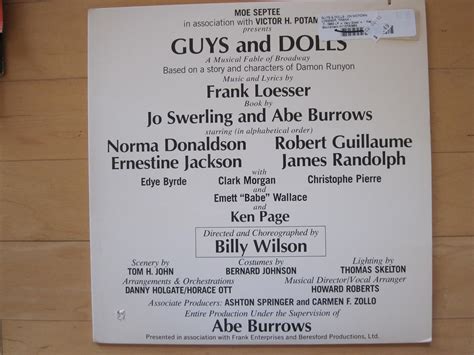 MOE SEPTEE
in association with VICTOR H. POTAM
presents
GUYS and DOLLS
A Musical Fable of Broadway
Based on a story and characters of Damon Runyon
Music and Lyrics by
Frank Loesser
Book by
Jo Swerling and Abe Burrows
starring (in alphabetical order)
Norma Donaldson Robert Guillaume
Ernestine Jackson James Randolph
with
Edye Byrde Clark Morgan Christophe Pierre
and
Emett "Babe" Wallace
and
Ken Page
Directed and Choreographed by
Billy Wilson
Scenery by Costumes by Lighting by
TOM H. JOHN BERNARD JOHNSON THOMAS SKELTON
Arrangements & Orchestrations Musical Director/Vocal Arranger
DANNY HOLGATE/HORACE OTT HOWARD ROBERTS
Associate Producers: ASHTON SPRINGER and CARMEN F. ZOLLO
Entire Production Under the Supervision of
Abe Burrows
Presented in association with Frank Enterprises and Beresford Productions, Ltd.